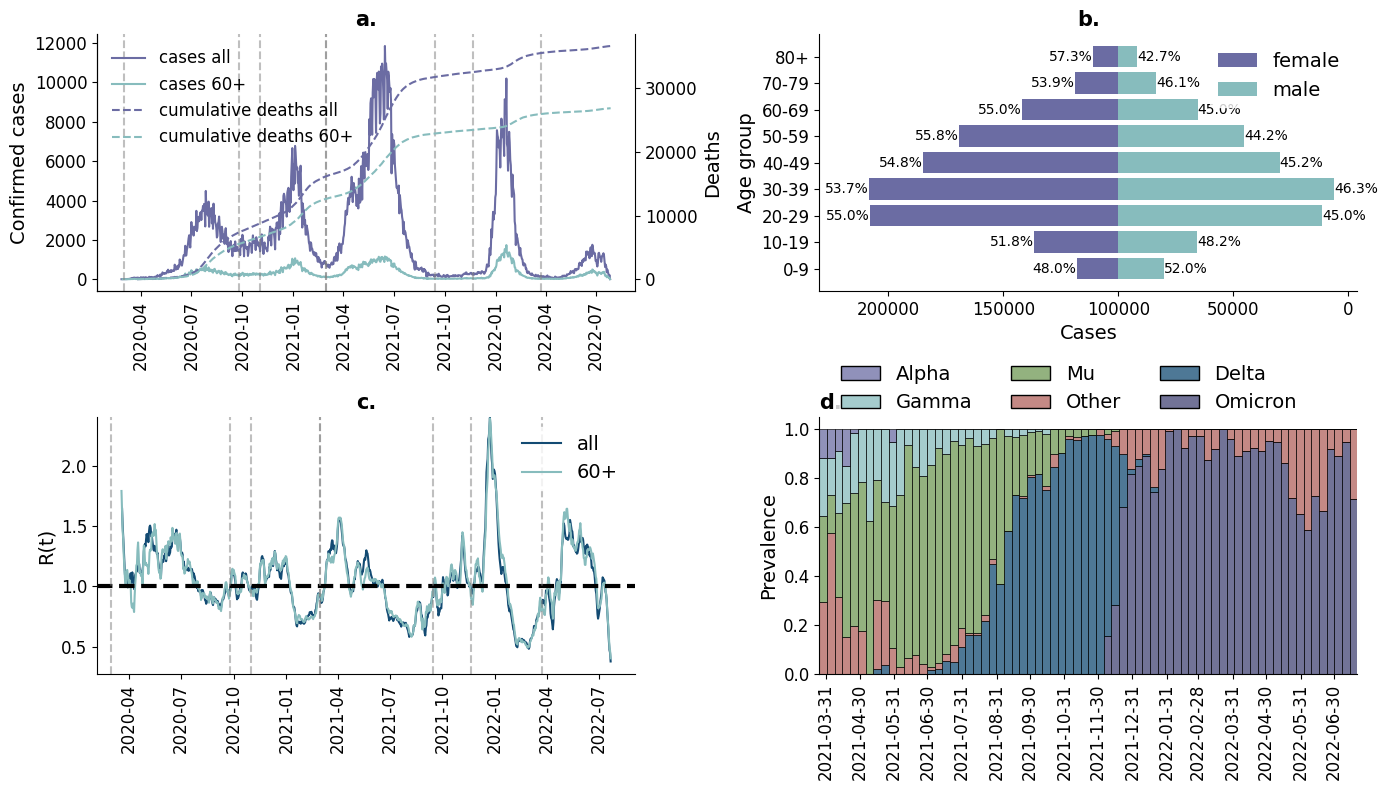 a.
Confirmed cases
12000
10000
8000
6000
4000
2000
0
cases all
cases 60+
cumulative deaths all
cumulative deaths 60+
30000
20000
10000
0
Deaths
2020-04
2020-07
2020-10
2021-01
2021-04
2021-07
2021-10
2022-01
2022-04
2022-07
b.
Age group
female
male
80+ 57.3% 42.7%
70-79 53.9% 46.1%
60-69 55.0% 45.0%
50-59 55.8% 44.2%
40-49 54.8% 45.2%
30-39 53.7% 46.3%
20-29 55.0% 45.0%
10-19 51.8% 48.2%
0-9 48.0% 52.0%
200000 150000 100000 50000 0
Cases
c.
R(t)
2.0
1.5
1.0
0.5
all
60+
2020-04
2020-07
2020-10
2021-01
2021-04
2021-07
2021-10
2022-01
2022-04
2022-07
Alpha Mu Delta
Gamma Other Omicron
d
Prevalence
1.0
0.8
0.6
0.4
0.2
0.0
2021-03-31
2021-04-30
2021-05-31
2021-06-30
2021-07-31
2021-08-31
2021-09-30
2021-10-31
2021-11-30
2021-12-31
2022-01-31
2022-02-28
2022-03-31
2022-04-30
2022-05-31
2022-06-30